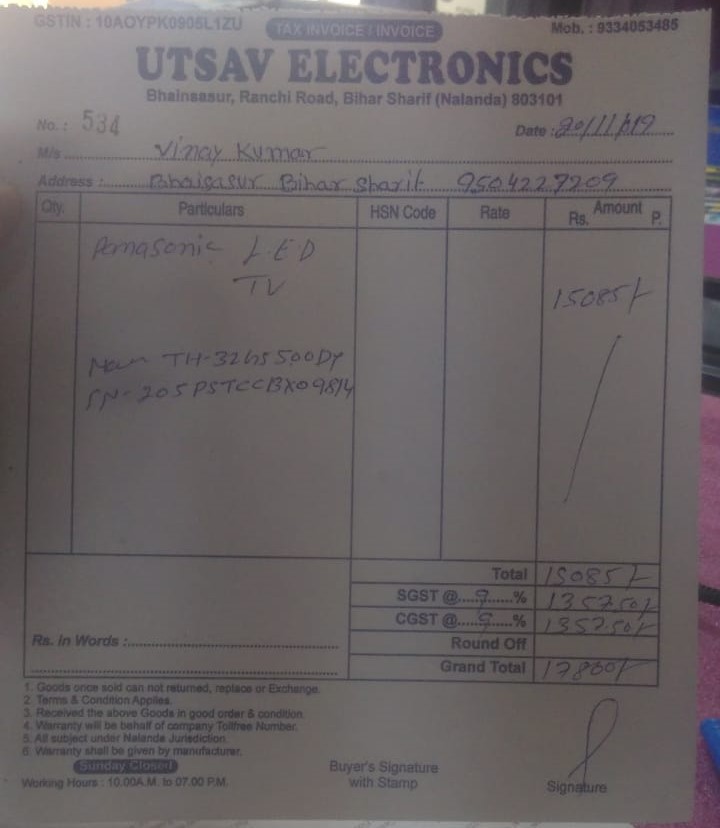 GSTIN : 10AOYPK0905L1ZU
TAX INVOICE / INVOICE
Mob. : 9334053485
UTSAV ELECTRONICS
Bhainsasur, Ranchi Road, Bihar Sharif (Nalanda) 803101
No. : 534
Date : 20/11/019
M/s Vinay Kumar
Address : Bhaisasur Bihar Sharif 9504227209
Qty. Particulars HSN Code Rate Amount
Rs. P.
Panasonic L.E.D
TV
15085/-
TH-32HS500DY
SN-205PSTCCBX09814
Total 15085/-
SGST @ 9 % 1357.50/-
CGST @ 9 % 1357.50/-
Rs. in Words :
Round Off
Grand Total 17800/-
1. Goods once sold can not returned, replace or Exchange.
2. Terms & Condition Applies.
3. Received the above Goods in good order & condition.
4. Warranty will be behalf of company Tollfree Number.
5. All subject under Nalanda Jurisdiction.
6. Warranty shall be given by manufacturer.
Sunday Closed
Working Hours : 10.00A.M. to 07.00 P.M.
Buyer's Signature
with Stamp
Signature